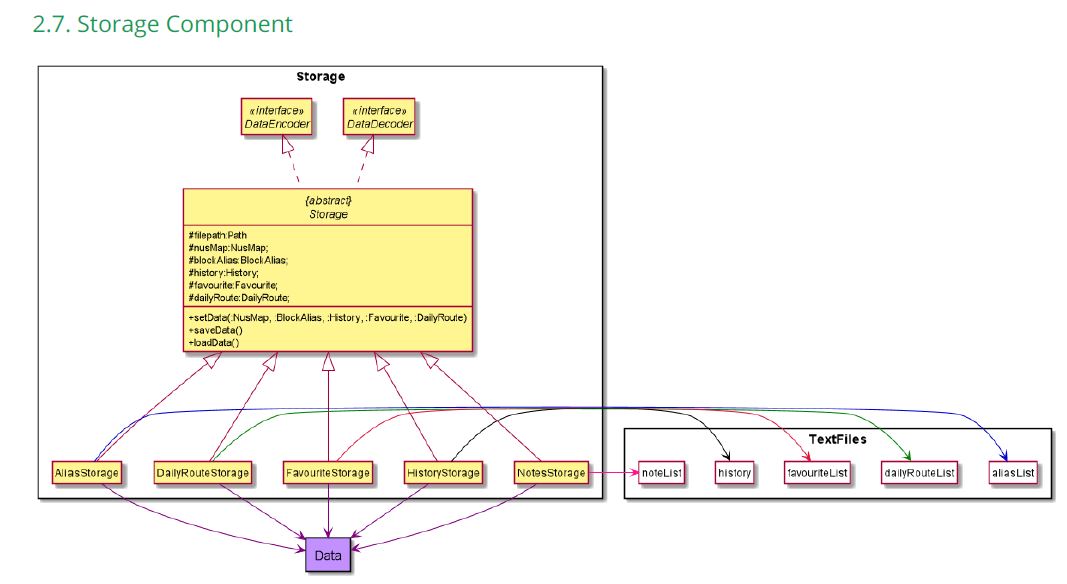 2.7. Storage Component
Storage
«interface»
DataEncoder
«interface»
DataDecoder
{abstract}
Storage
#filepath:Path
#nusMap:NusMap;
#blockAlias:BlockAlias;
#history:History;
#favourite:Favourite;
#dailyRoute:DailyRoute;
+setData(:NusMap, :BlockAlias, :History, :Favourite, :DailyRoute)
+saveData()
+loadData()
TextFiles
AliasStorage
DailyRouteStorage
FavouriteStorage
HistoryStorage
NotesStorage
noteList
history
favouriteList
dailyRouteList
aliasList
Data